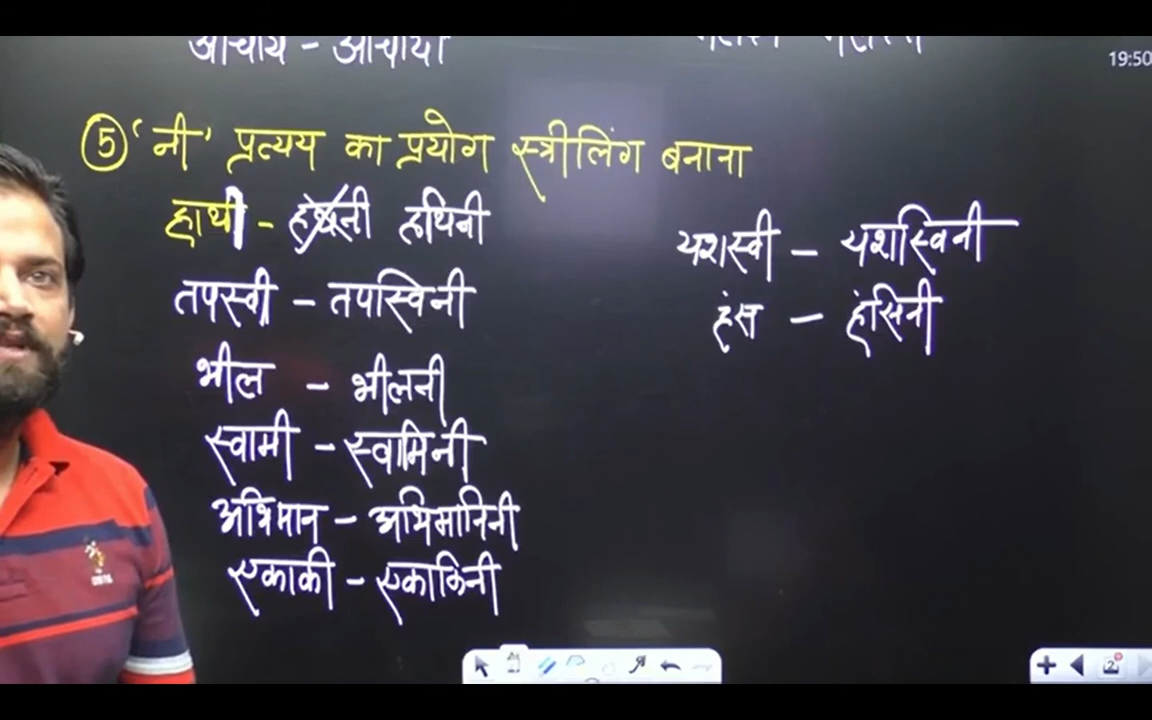 आचार्य - आचार्या
19:50
⑤ 'नी' प्रत्यय का प्रयोग स्त्रीलिंग बनाना
हाथी - हथिनी
तपस्वी - तपस्विनी
भील - भीलनी
स्वामी - स्वामिनी
अभिमान - अभिमानिनी
एकाकी - एकाकिनी
यशस्वी - यशस्विनी
हंस - हंसिनी
2